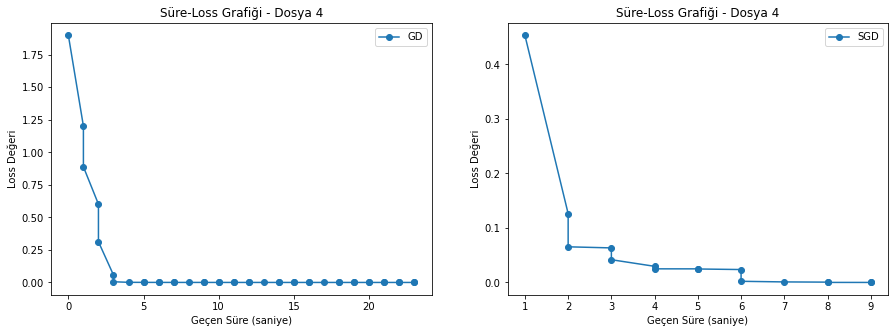 Süre-Loss Grafiği - Dosya 4
GD
Loss Değeri
1.75
1.50
1.25
1.00
0.75
0.50
0.25
0.00
0 5 10 15 20
Geçen Süre (saniye)
Süre-Loss Grafiği - Dosya 4
SGD
Loss Değeri
0.4
0.3
0.2
0.1
0.0
1 2 3 4 5 6 7 8 9
Geçen Süre (saniye)